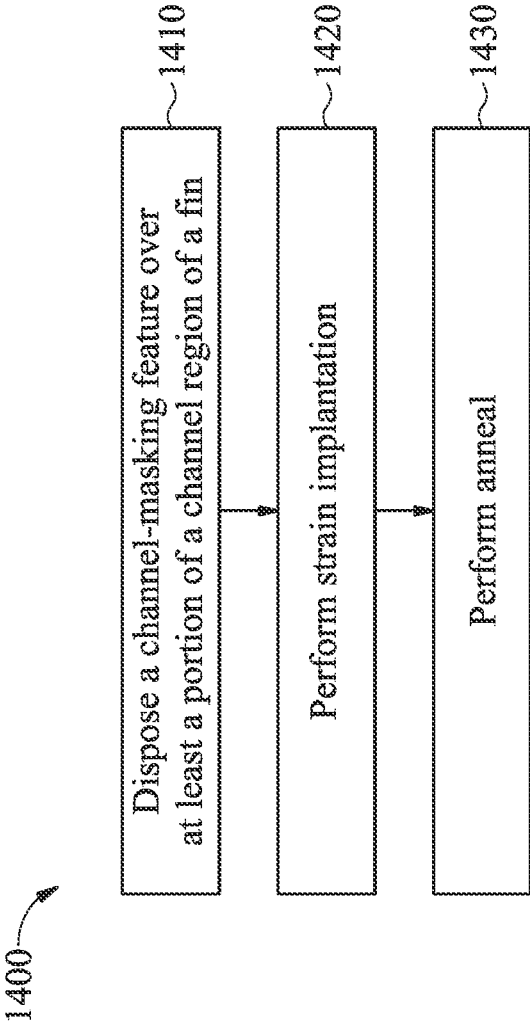 1400
Dispose a channel-masking feature over
at least a portion of a channel region of a fin
1410
Perform strain implantation
1420
Perform anneal
1430